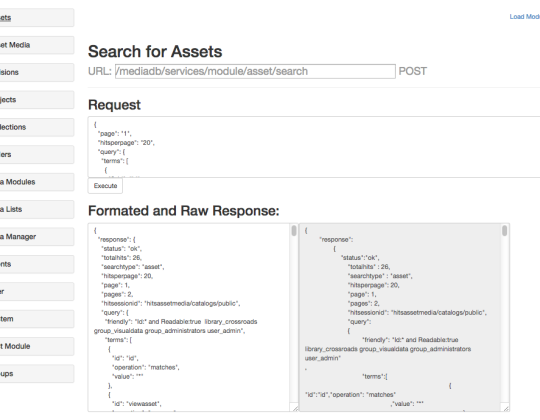 Load Mod
Search for Assets
URL: /mediadb/services/module/asset/search POST
Request
{
"page": "1",
"hitsperpage": "20",
"query": {
"terms": [
{
Execute
Formated and Raw Response:
{
"response": {
"status": "ok",
"totalhits": 26,
"searchtype": "asset",
"hitsperpage": 20,
"page": 1,
"pages": 2,
"hitsessionid": "hitsassetmedia/catalogs/public",
"query": {
"friendly": "Id:* and Readable:true library_crossroads
group_visualdata group_administrators user_admin",
"terms": [
{
"id": "id",
"operation": "matches",
"value": "*"
},
{
"id": "viewasset",
{
"response":
{
"status":"ok",
"totalhits" : 26,
"searchtype" : "asset",
"hitsperpage": 20,
"page": 1,
"pages": 2,
"hitsessionid": "hitsassetmedia/catalogs/public",
"query":
{
"friendly": "Id:* and Readable:true
library_crossroads group_visualdata group_administrators
user_admin"
,
"terms":[
{
"id":"id","operation": "matches"
,"value": "*"
ets
et Media
isions
jects
lections
ers
a Modules
a Lists
a Manager
nts
er
tem
t Module
ups